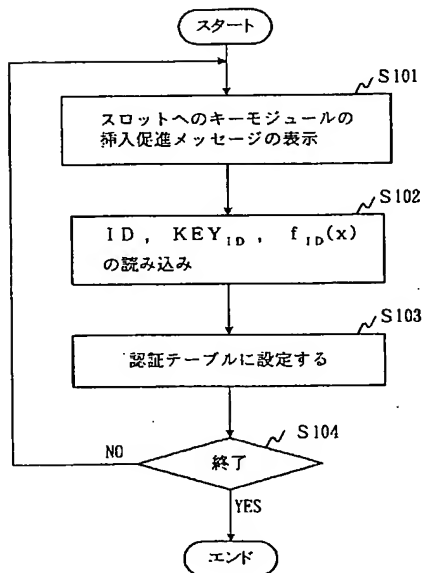 スタート
S101
スロットへのキーモジュールの
挿入促進メッセージの表示
S102
ID, KEY_ID, f_ID(x)
の読み込み
S103
認証テーブルに設定する
S104
NO
終了
YES
エンド